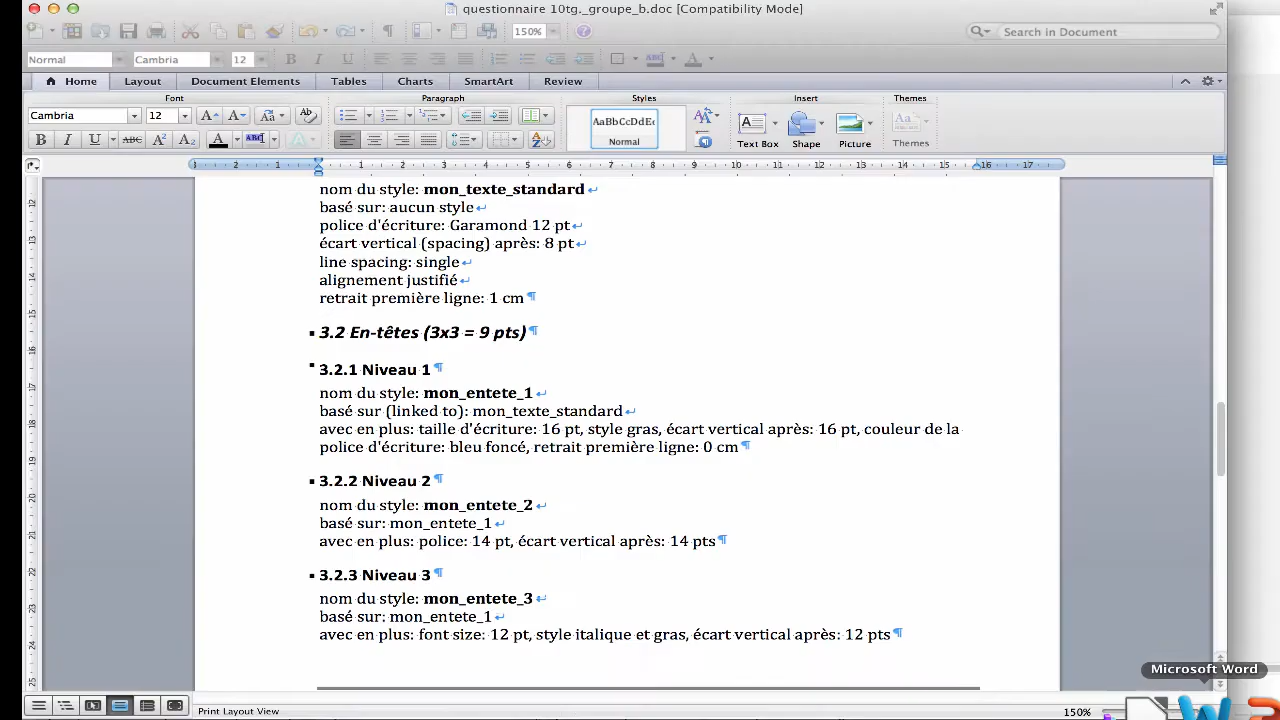 questionnaire 10tg._groupe_b.doc [Compatibility Mode]
150%
Search in Document
Normal
Cambria
12
B I U
Home
Layout
Document Elements
Tables
Charts
SmartArt
Review
Font
Paragraph
Styles
Insert
Themes
Cambria
12
AaBbCcDdEe
Normal
Text Box
Shape
Picture
Themes
nom du style: mon_texte_standard
basé sur: aucun style
police d'écriture: Garamond 12 pt
écart vertical (spacing) après: 8 pt
line spacing: single
alignement justifié
retrait première ligne: 1 cm
3.2 En-têtes (3x3 = 9 pts)
3.2.1 Niveau 1
nom du style: mon_entete_1
basé sur (linked to): mon_texte_standard
avec en plus: taille d'écriture: 16 pt, style gras, écart vertical après: 16 pt, couleur de la
police d'écriture: bleu foncé, retrait première ligne: 0 cm
3.2.2 Niveau 2
nom du style: mon_entete_2
basé sur: mon_entete_1
avec en plus: police: 14 pt, écart vertical après: 14 pts
3.2.3 Niveau 3
nom du style: mon_entete_3
basé sur: mon_entete_1
avec en plus: font size: 12 pt, style italique et gras, écart vertical après: 12 pts
Microsoft Word
Print Layout View
150%